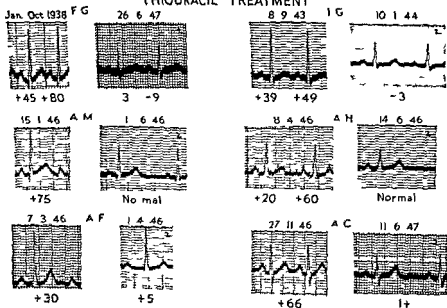 THIOURACIL TREATMENT
Jan. Oct 1938 F G 26 6 47
8 9 43 I G 10 1 44
+45 +80 3 -9
+39 +49 -3
15 1 46 A M 1 6 46
8 4 46 A H 14 6 46
+75 No mal
+20 +60 Normal
7 3 46 A F 1 4 46
27 11 46 A C 11 6 47
+30 +5
+66 1+